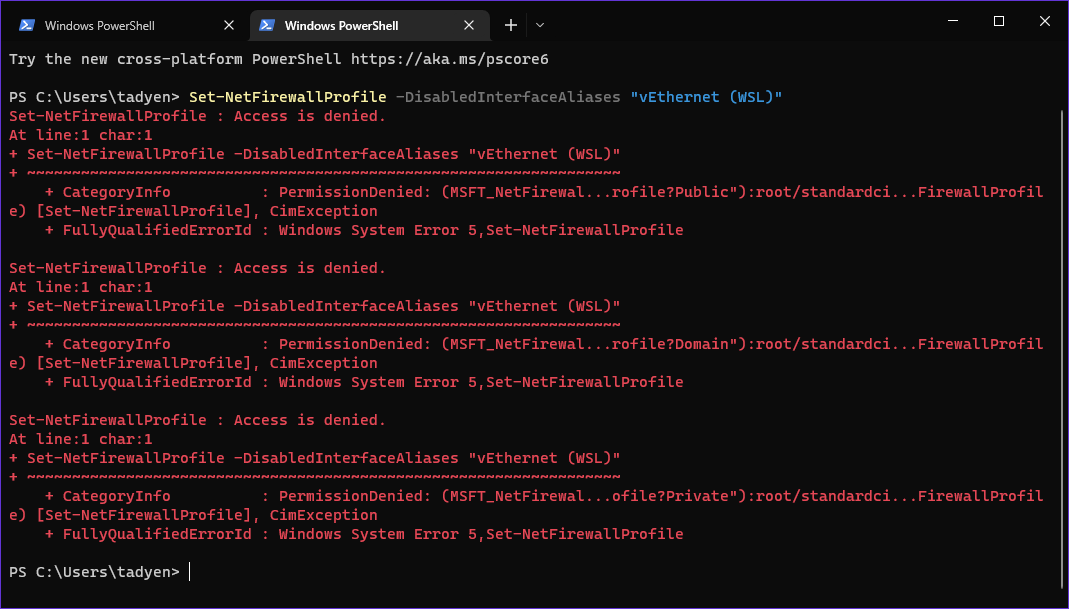 Windows PowerShell
Windows PowerShell
Try the new cross-platform PowerShell https://aka.ms/pscore6
PS C:\Users\tadyen> Set-NetFirewallProfile -DisabledInterfaceAliases "vEthernet (WSL)"
Set-NetFirewallProfile : Access is denied.
At line:1 char:1
+ Set-NetFirewallProfile -DisabledInterfaceAliases "vEthernet (WSL)"
+ ~~~~~~~~~~~~~~~~~~~~~~~~~~~~~~~~~~~~~~~~~~~~~~~~~~~~~~~~~~~~~~~~~~
    + CategoryInfo          : PermissionDenied: (MSFT_NetFirewal...rofile?Public"):root/standardci...FirewallProfil
e) [Set-NetFirewallProfile], CimException
    + FullyQualifiedErrorId : Windows System Error 5,Set-NetFirewallProfile
Set-NetFirewallProfile : Access is denied.
At line:1 char:1
+ Set-NetFirewallProfile -DisabledInterfaceAliases "vEthernet (WSL)"
+ ~~~~~~~~~~~~~~~~~~~~~~~~~~~~~~~~~~~~~~~~~~~~~~~~~~~~~~~~~~~~~~~~~~
    + CategoryInfo          : PermissionDenied: (MSFT_NetFirewal...rofile?Domain"):root/standardci...FirewallProfil
e) [Set-NetFirewallProfile], CimException
    + FullyQualifiedErrorId : Windows System Error 5,Set-NetFirewallProfile
Set-NetFirewallProfile : Access is denied.
At line:1 char:1
+ Set-NetFirewallProfile -DisabledInterfaceAliases "vEthernet (WSL)"
+ ~~~~~~~~~~~~~~~~~~~~~~~~~~~~~~~~~~~~~~~~~~~~~~~~~~~~~~~~~~~~~~~~~~
    + CategoryInfo          : PermissionDenied: (MSFT_NetFirewal...ofile?Private"):root/standardci...FirewallProfil
e) [Set-NetFirewallProfile], CimException
    + FullyQualifiedErrorId : Windows System Error 5,Set-NetFirewallProfile
PS C:\Users\tadyen>